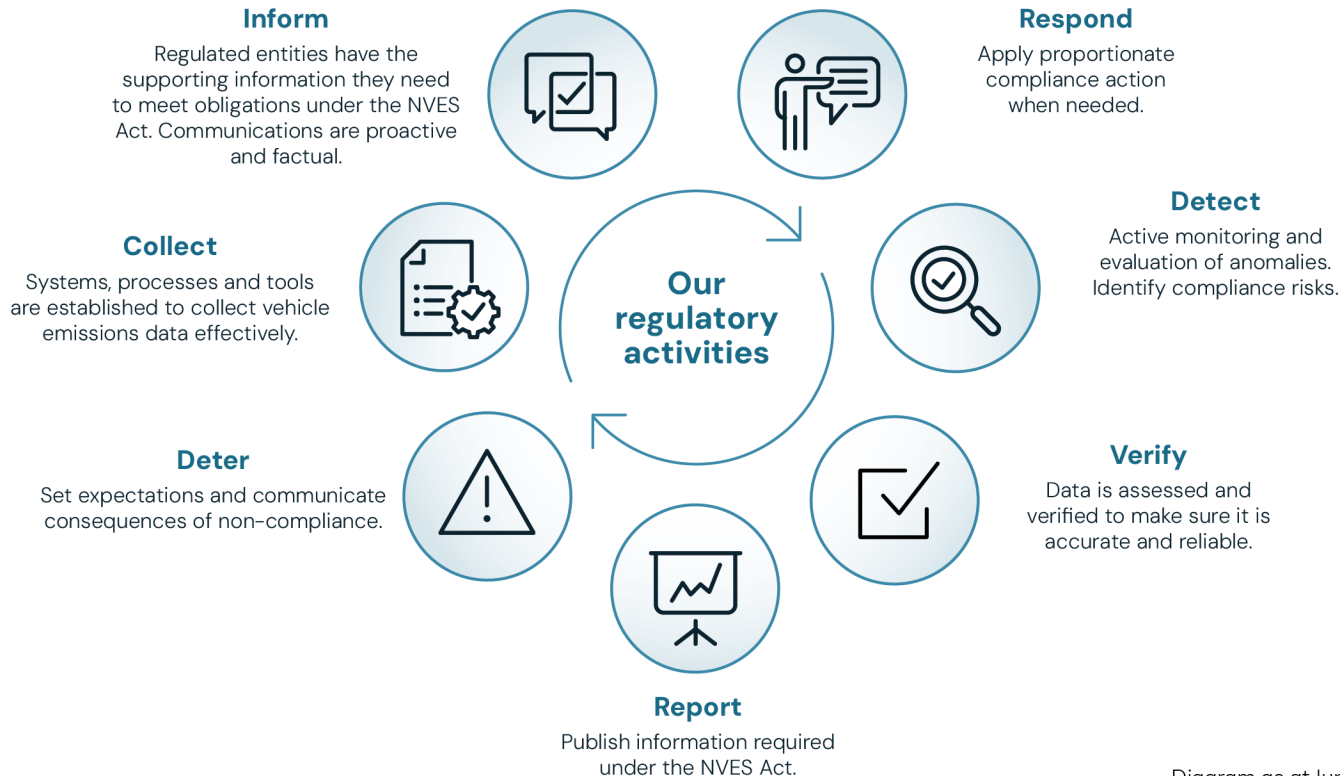 Inform
Regulated entities have the
supporting information they need
to meet obligations under the NVES
Act. Communications are proactive
and factual.
Respond
Apply proportionate
compliance action
when needed.
Collect
Systems, processes and tools
are established to collect vehicle
emissions data effectively.
Our
regulatory
activities
Detect
Active monitoring and
evaluation of anomalies.
Identify compliance risks.
Deter
Set expectations and communicate
consequences of non-compliance.
Verify
Data is assessed and
verified to make sure it is
accurate and reliable.
Report
Publish information required
under the NVES Act.
Diagram as at